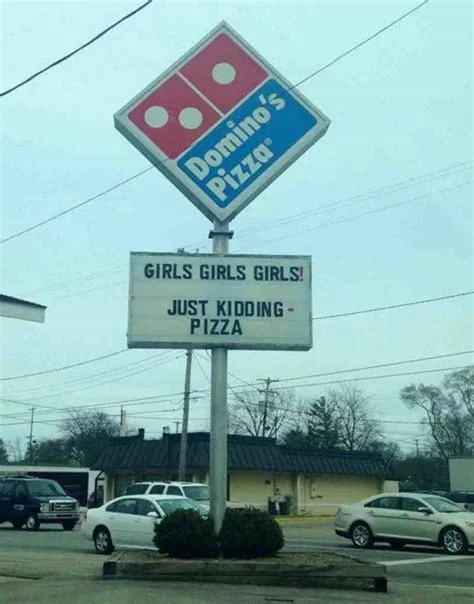 Domino's
Pizza®
GIRLS GIRLS GIRLS!
JUST KIDDING-
PIZZA